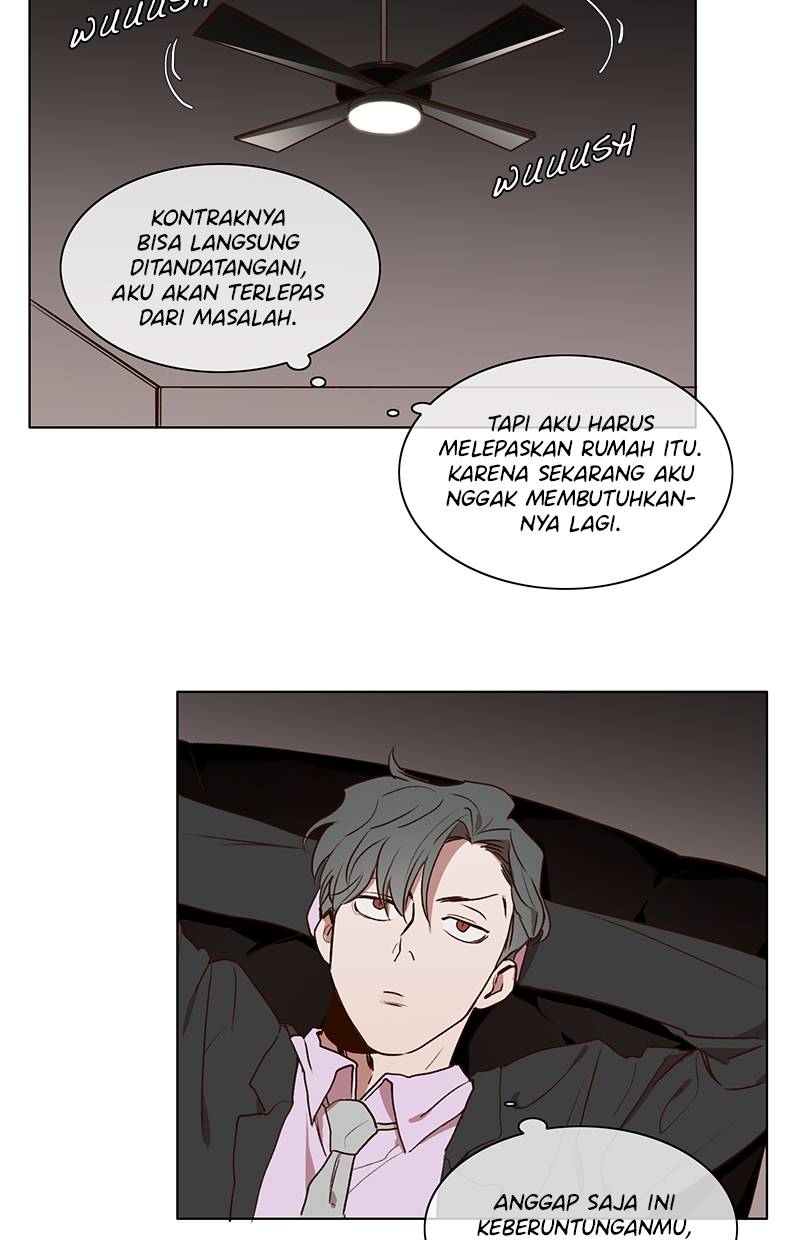 WUUUSH
WUUUSH
WUUUSH
KONTRAKNYA
BISA LANGSUNG
DITANDATANGANI,
AKU AKAN TERLEPAS
DARI MASALAH.
TAPI AKU HARUS
MELEPASKAN RUMAH ITU.
KARENA SEKARANG AKU
NGGAK MEMBUTUHKAN-
NYA LAGI.
ANGGAP SAJA INI
KEBERUNTUNGANMU,